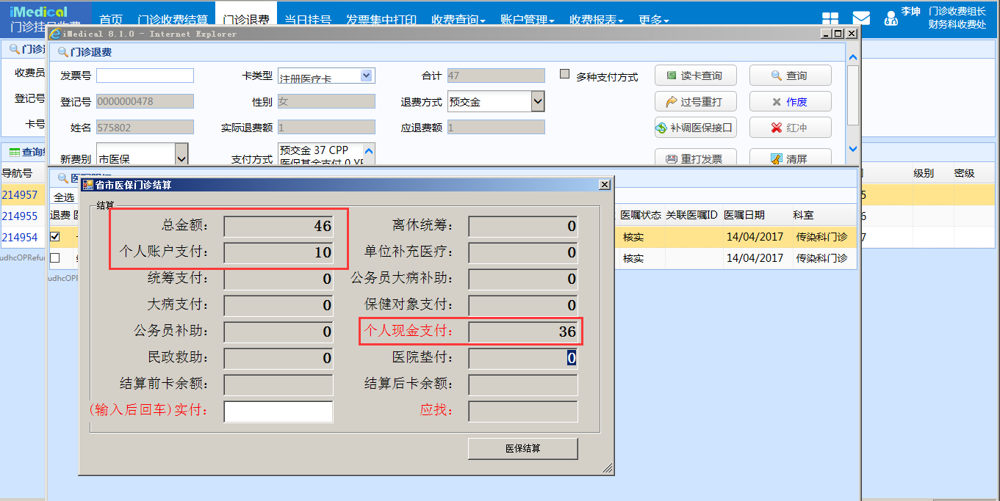 iMedical
门诊挂号收费
首页 门诊收费结算 门诊退费 当日挂号 发票集中打印 收费查询 账户管理 收费报表 更多
李坤 门诊收费组长
财务科收费处
iMedical 8.1.0 - Internet Explorer
门诊
收费员
登记号
卡号
查询
导航号
214957
214955
214954
udhcOPRefun
门诊退费
发票号 卡类型 注册医疗卡 合计 47 多种支付方式 读卡查询 查询
登记号 0000000478 性别 女 退费方式 预交金 过号重打 作废
姓名 575802 实际退费额 1 应退费额 1 补调医保接口 红冲
新费别 市医保 支付方式 预交金 37 CPP 重打发票 清屏
医保基金支付 0
全选
退费 医嘱状态 关联医嘱ID 医嘱日期 科室
核实 14/04/2017 传染科门诊
核实 14/04/2017 传染科门诊
udhcOPR
级别 密级
5
6
7
省市医保门诊结算
结算
总金额: 46 离休统筹: 0
个人账户支付: 10 单位补充医疗: 0
统筹支付: 0 公务员大病补助: 0
大病支付: 0 保健对象支付: 0
公务员补助: 0 个人现金支付: 36
民政救助: 0 医院垫付: 0
结算前卡余额: 结算后卡余额:
(输入后回车)实付: 应找:
医保结算